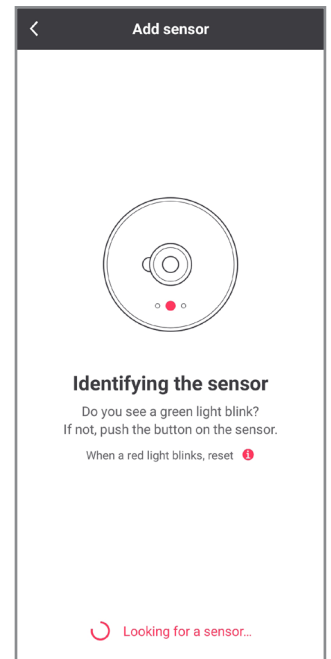 Add sensor
Identifying the sensor
Do you see a green light blink?
If not, push the button on the sensor.
When a red light blinks, reset
Looking for a sensor...